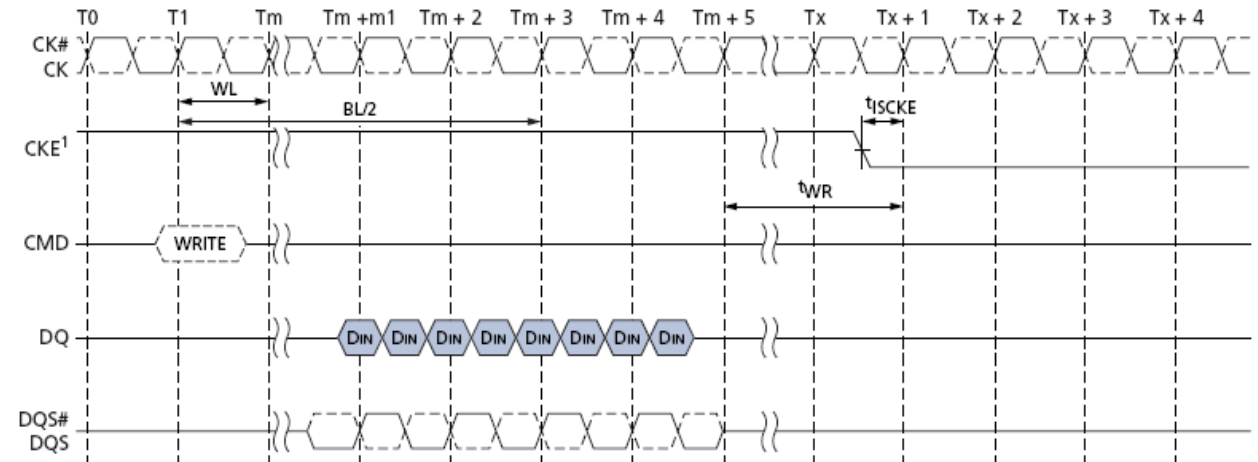 T0 T1 Tm Tm +m1 Tm + 2 Tm + 3 Tm + 4 Tm + 5 Tx Tx + 1 Tx + 2 Tx + 3 Tx + 4
CK#
CK
WL
BL/2
tISCKE
CKE1
tWR
CMD WRITE
DQ DIN DIN DIN DIN DIN DIN DIN DIN
DQS#
DQS